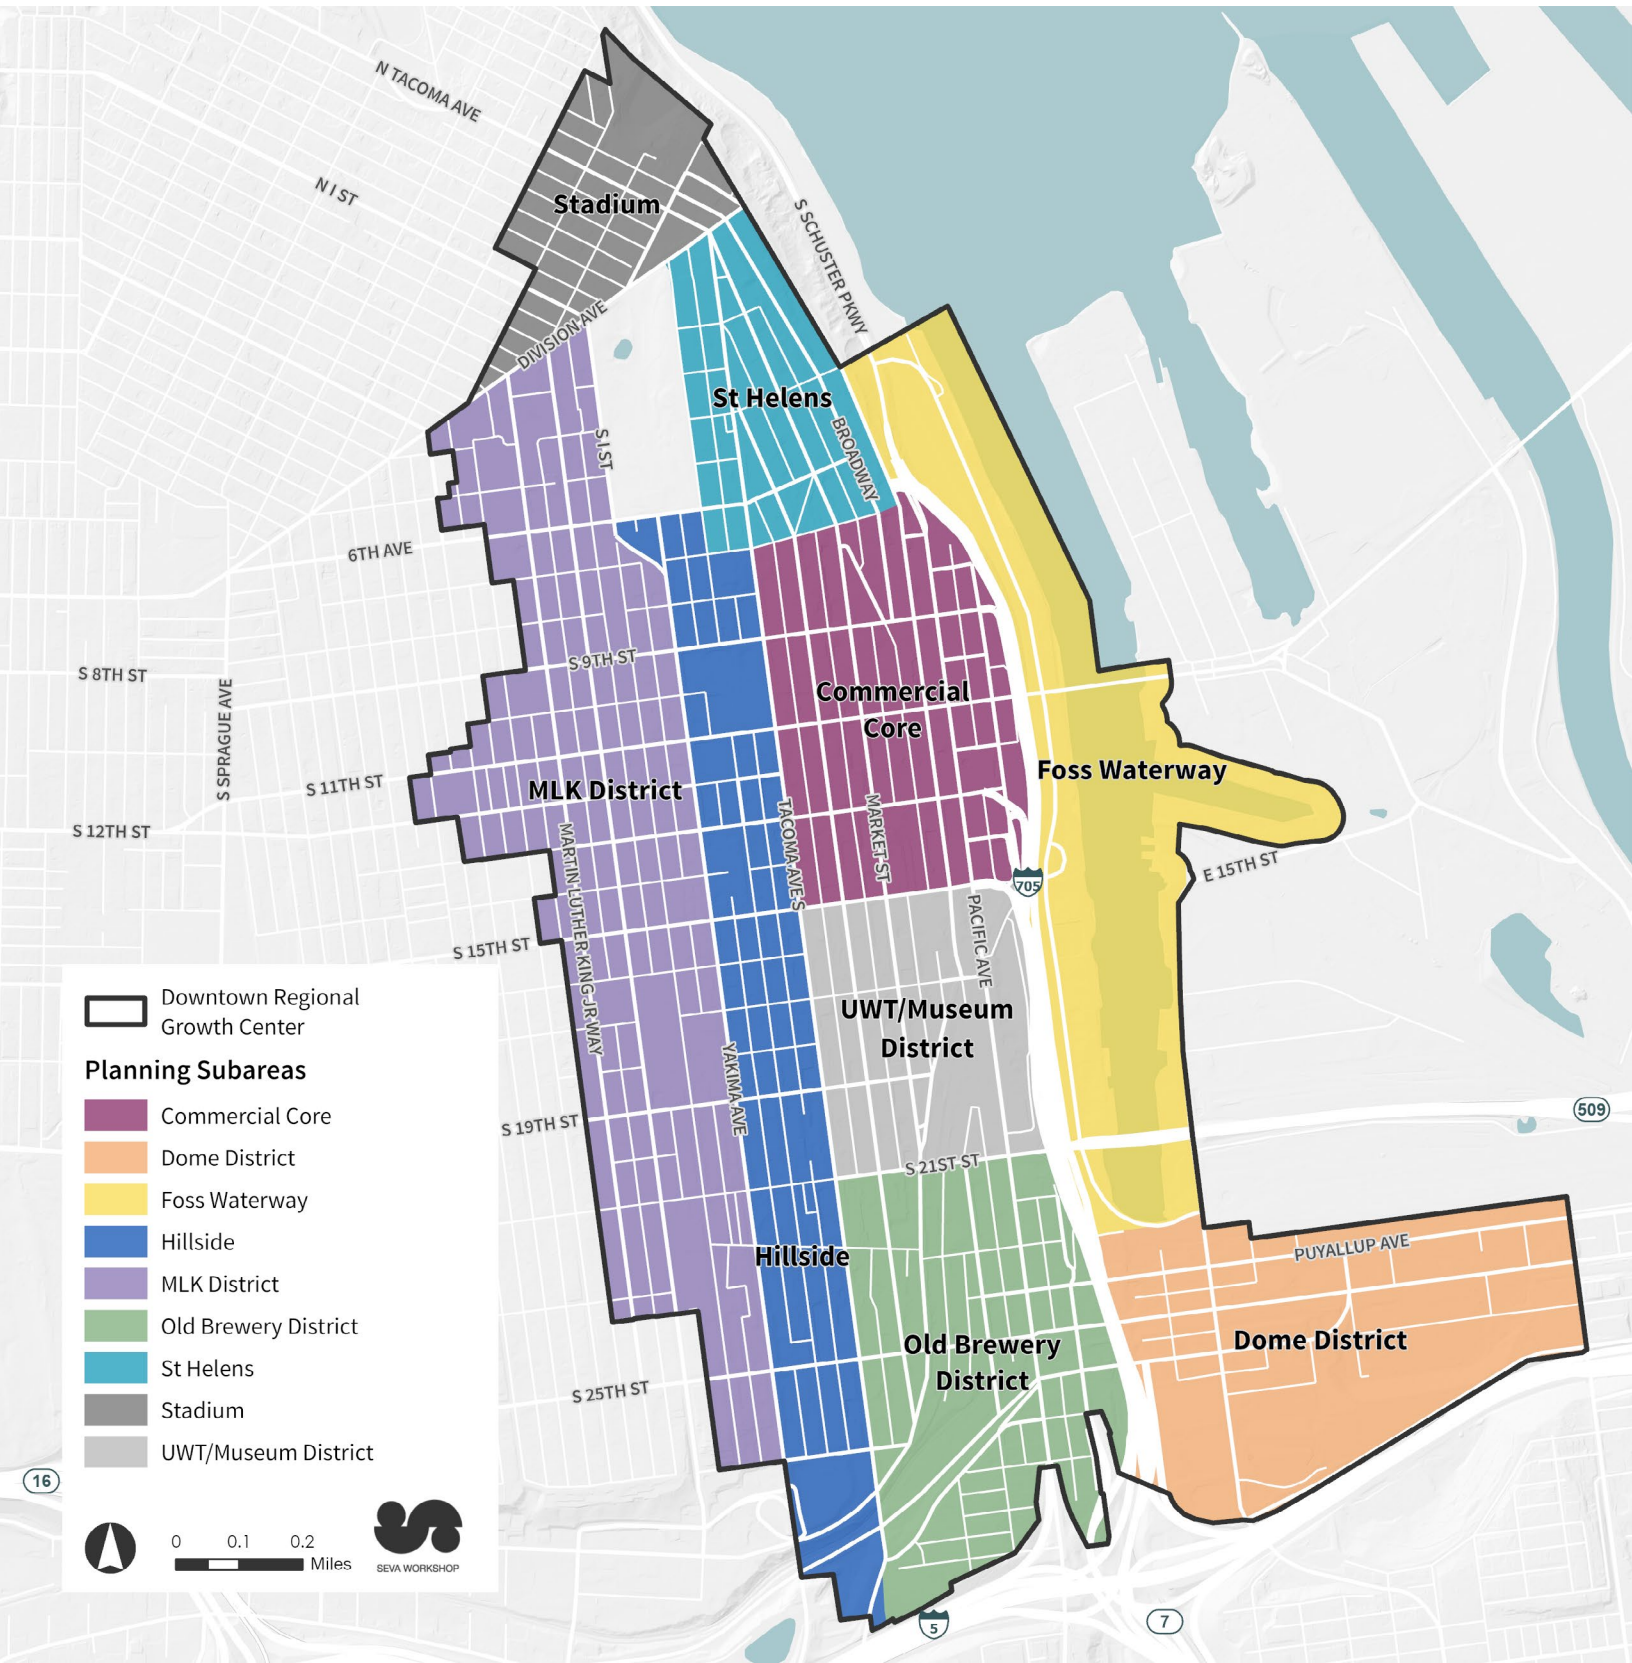 N TACOMA AVE
N I ST
Stadium
S SCHUSTER PKWY
DIVISION AVE
St Helens
BROADWAY
S I ST
6TH AVE
S 9TH ST
S 8TH ST
S SPRAGUE AVE
Commercial
Core
Foss Waterway
S 11TH ST
MLK District
S 12TH ST
TACOMA AVE S
MARKET ST
MARTIN LUTHER KING JR WAY
E 15TH ST
705
PACIFIC AVE
S 15TH ST
UWT/Museum
District
YAKIMA AVE
S 19TH ST
509
S 21ST ST
Hillside
PUYALLUP AVE
Old Brewery
District
Dome District
S 25TH ST
16
5
7
Downtown Regional
Growth Center
Planning Subareas
Commercial Core
Dome District
Foss Waterway
Hillside
MLK District
Old Brewery District
St Helens
Stadium
UWT/Museum District
0 0.1 0.2
Miles
SEVA WORKSHOP